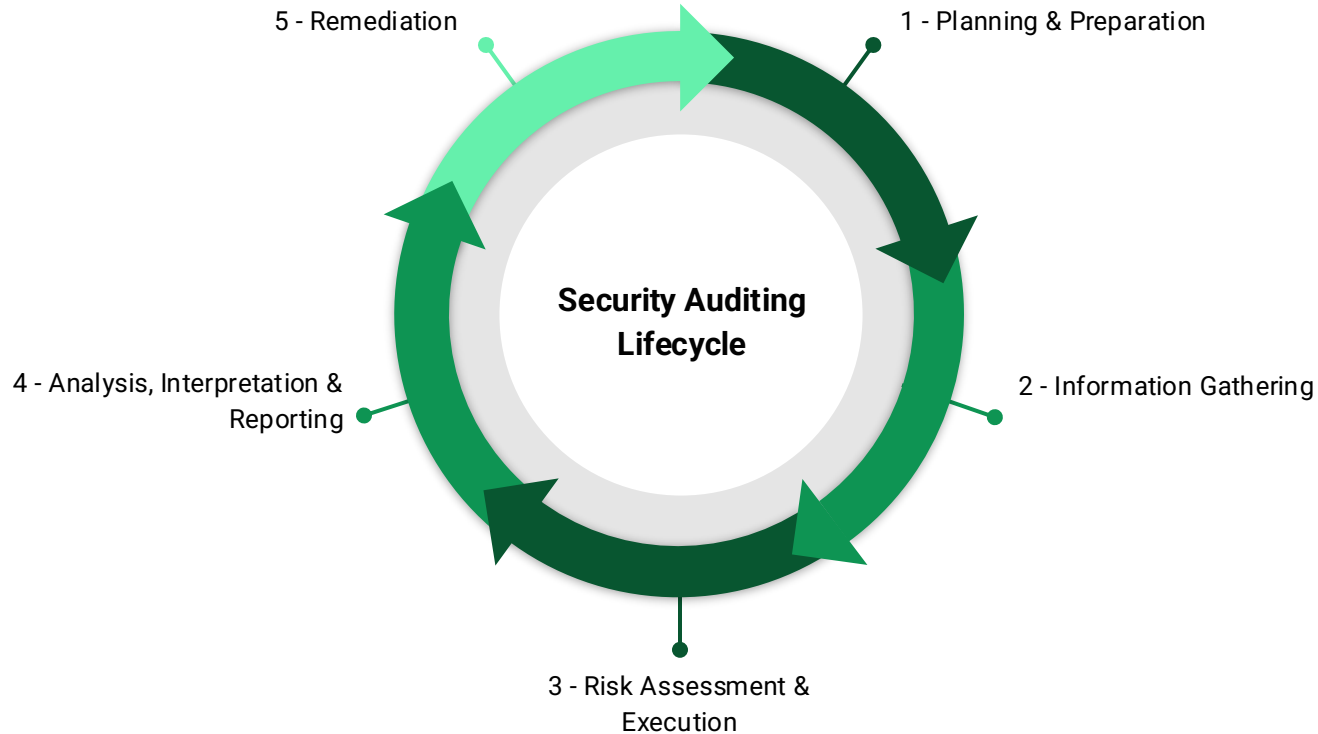 5 - Remediation
1 - Planning & Preparation
Security Auditing
Lifecycle
4 - Analysis, Interpretation &
Reporting
2 - Information Gathering
3 - Risk Assessment &
Execution